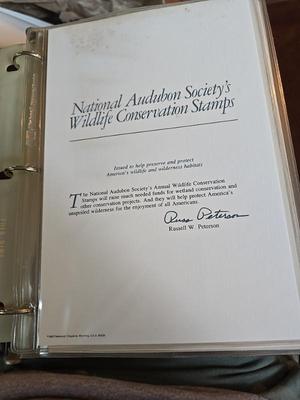 National Audubon Society's
Wildlife Conservation Stamps
Issued to help preserve and protect
America's wildlife and wilderness habitats
The National Audubon Society's Annual Wildlife Conservation
Stamps will raise much needed funds for wetland conservation and
other conservation projects. And they will help protect America's
unspoiled wilderness for the enjoyment of all Americans.
Russ Peterson
Russell W. Peterson